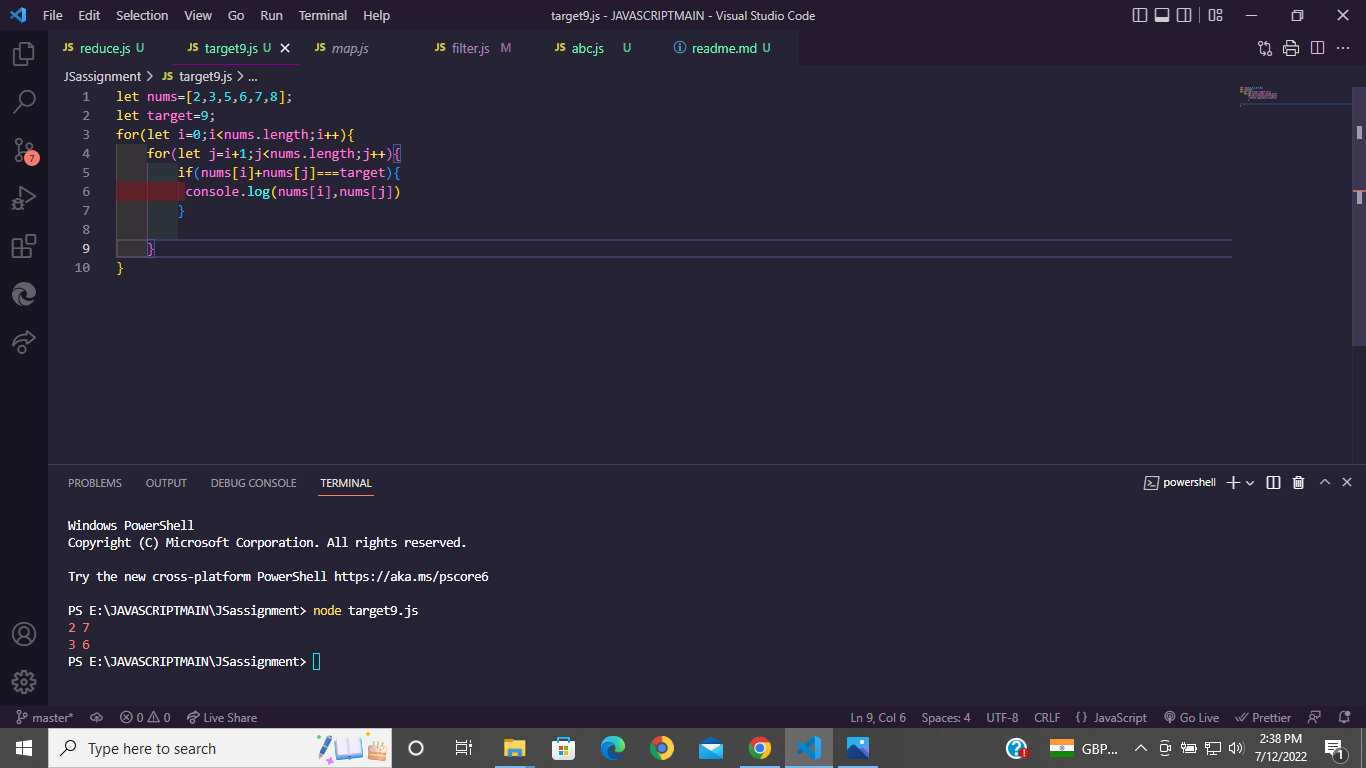 File Edit Selection View Go Run Terminal Help target9.js - JAVASCRIPTMAIN - Visual Studio Code
JS reduce.js U JS target9.js U JS map.js JS filter.js M JS abc.js U readme.md U
JSassignment > JS target9.js > ...
1 let nums=[2,3,5,6,7,8];
2 let target=9;
3 for(let i=0;i<nums.length;i++){
4 for(let j=i+1;j<nums.length;j++){
5 if(nums[i]+nums[j]===target){
6 console.log(nums[i],nums[j])
7 }
8
9 }
10 }
7
PROBLEMS OUTPUT DEBUG CONSOLE TERMINAL powershell
Windows PowerShell
Copyright (C) Microsoft Corporation. All rights reserved.
Try the new cross-platform PowerShell https://aka.ms/pscore6
PS E:\JAVASCRIPTMAIN\JSassignment> node target9.js
2 7
3 6
PS E:\JAVASCRIPTMAIN\JSassignment>
master* 0 0 Live Share Ln 9, Col 6 Spaces: 4 UTF-8 CRLF {} JavaScript Go Live Prettier
Type here to search GBP... 2:38 PM
7/12/2022 1